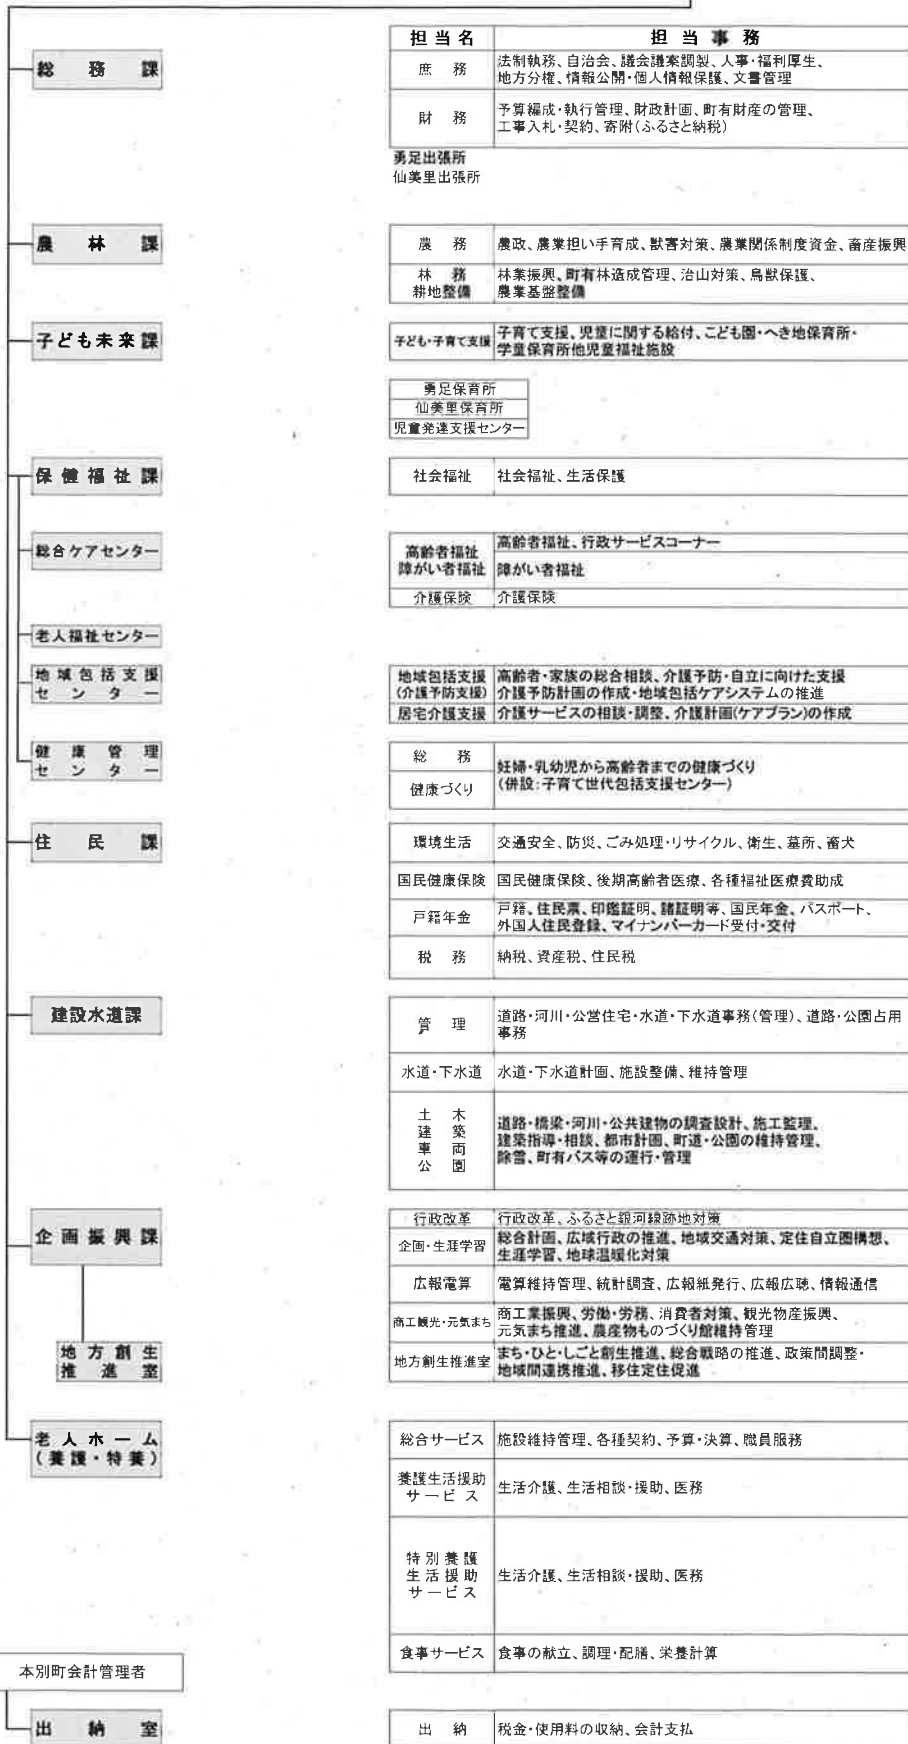 担当名 担当事務
総務課
庶務 法制執務、自治会、議会議案調製、人事・福利厚生、
地方分権、情報公開・個人情報保護、文書管理
財務 予算編成・執行管理、財政計画、町有財産の管理、
工事入札・契約、寄附(ふるさと納税)
勇足出張所
仙美里出張所
農林課
農務 農政、農業担い手育成、獣害対策、農業関係制度資金、畜産振興
林務 林業振興、町有林造成管理、治山対策、鳥獣保護、
耕地整備 農業基盤整備
子ども未来課
子ども・子育て支援 子育て支援、児童に関する給付、こども園・へき地保育所・
学童保育所他児童福祉施設
勇足保育所
仙美里保育所
児童発達支援センター
保健福祉課
社会福祉 社会福祉、生活保護
総合ケアセンター
高齢者福祉 高齢者福祉、行政サービスコーナー
障がい者福祉 障がい者福祉
介護保険 介護保険
老人福祉センター
地域包括支援
センター
地域包括支援 高齢者・家族の総合相談、介護予防・自立に向けた支援
(介護予防支援) 介護予防計画の作成・地域包括ケアシステムの推進
居宅介護支援 介護サービスの相談・調整、介護計画(ケアプラン)の作成
健康管理
センター
総務 妊婦・乳幼児から高齢者までの健康づくり
健康づくり (併設:子育て世代包括支援センター)
住民課
環境生活 交通安全、防災、ごみ処理・リサイクル、衛生、墓所、畜犬
国民健康保険 国民健康保険、後期高齢者医療、各種福祉医療費助成
戸籍年金 戸籍、住民票、印鑑証明、諸証明等、国民年金、パスポート、
外国人住民登録、マイナンバーカード受付・交付
税務 納税、資産税、住民税
建設水道課
管理 道路・河川・公営住宅・水道・下水道事務(管理)、道路・公園占用
事務
水道・下水道 水道・下水道計画、施設整備、維持管理
土木 道路・橋梁・河川・公共建物の調査設計、施工監理、
建築 建築指導・相談、都市計画、町道・公園の維持管理、
車両 除雪、町有バス等の運行・管理
公園
企画振興課
行政改革 行政改革、ふるさと銀河線跡地対策
企画・生涯学習 総合計画、広域行政の推進、地域交通対策、定住自立圏構想、
生涯学習、地球温暖化対策
広報電算 電算維持管理、統計調査、広報紙発行、広報広聴、情報通信
商工観光・元気まち 商工業振興、労働・労務、消費者対策、観光物産振興、
元気まち推進、農産物ものづくり館維持管理
地方創生
推進室
地方創生推進室 まち・ひと・しごと創生推進、総合戦略の推進、政策間調整・
地域間連携推進、移住定住促進
老人ホーム
(養護・特養)
総合サービス 施設維持管理、各種契約、予算・決算、職員服務
養護生活援助
サービス 生活介護、生活相談・援助、医務
特別養護
生活援助 生活介護、生活相談・援助、医務
サービス
食事サービス 食事の献立、調理・配膳、栄養計算
本別町会計管理者
出納室
出納 税金・使用料の収納、会計支払